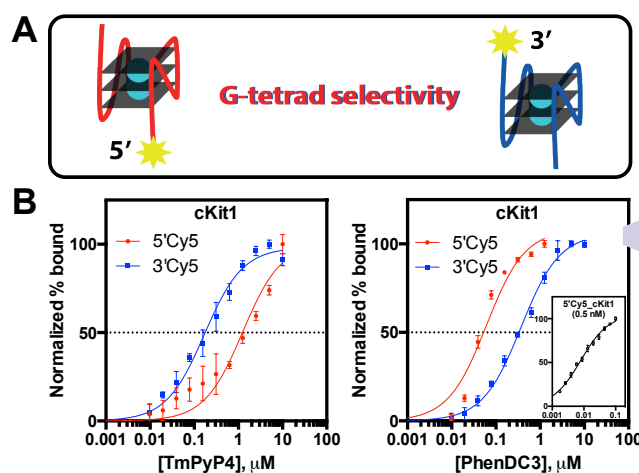 A
G-tetrad selectivity
5′
3′
B
cKit1
5'Cy5
3'Cy5
Normalized % bound
100
50
0
0.001 0.01 0.1 1 10 100
[TmPyP4], μM
cKit1
5'Cy5
3'Cy5
Normalized % bound
100
50
0
0.001 0.01 0.1 1 10 100
[PhenDC3], μM
5'Cy5_cKit1
(0.5 nM)
100
50
0
0.001 0.01 0.1